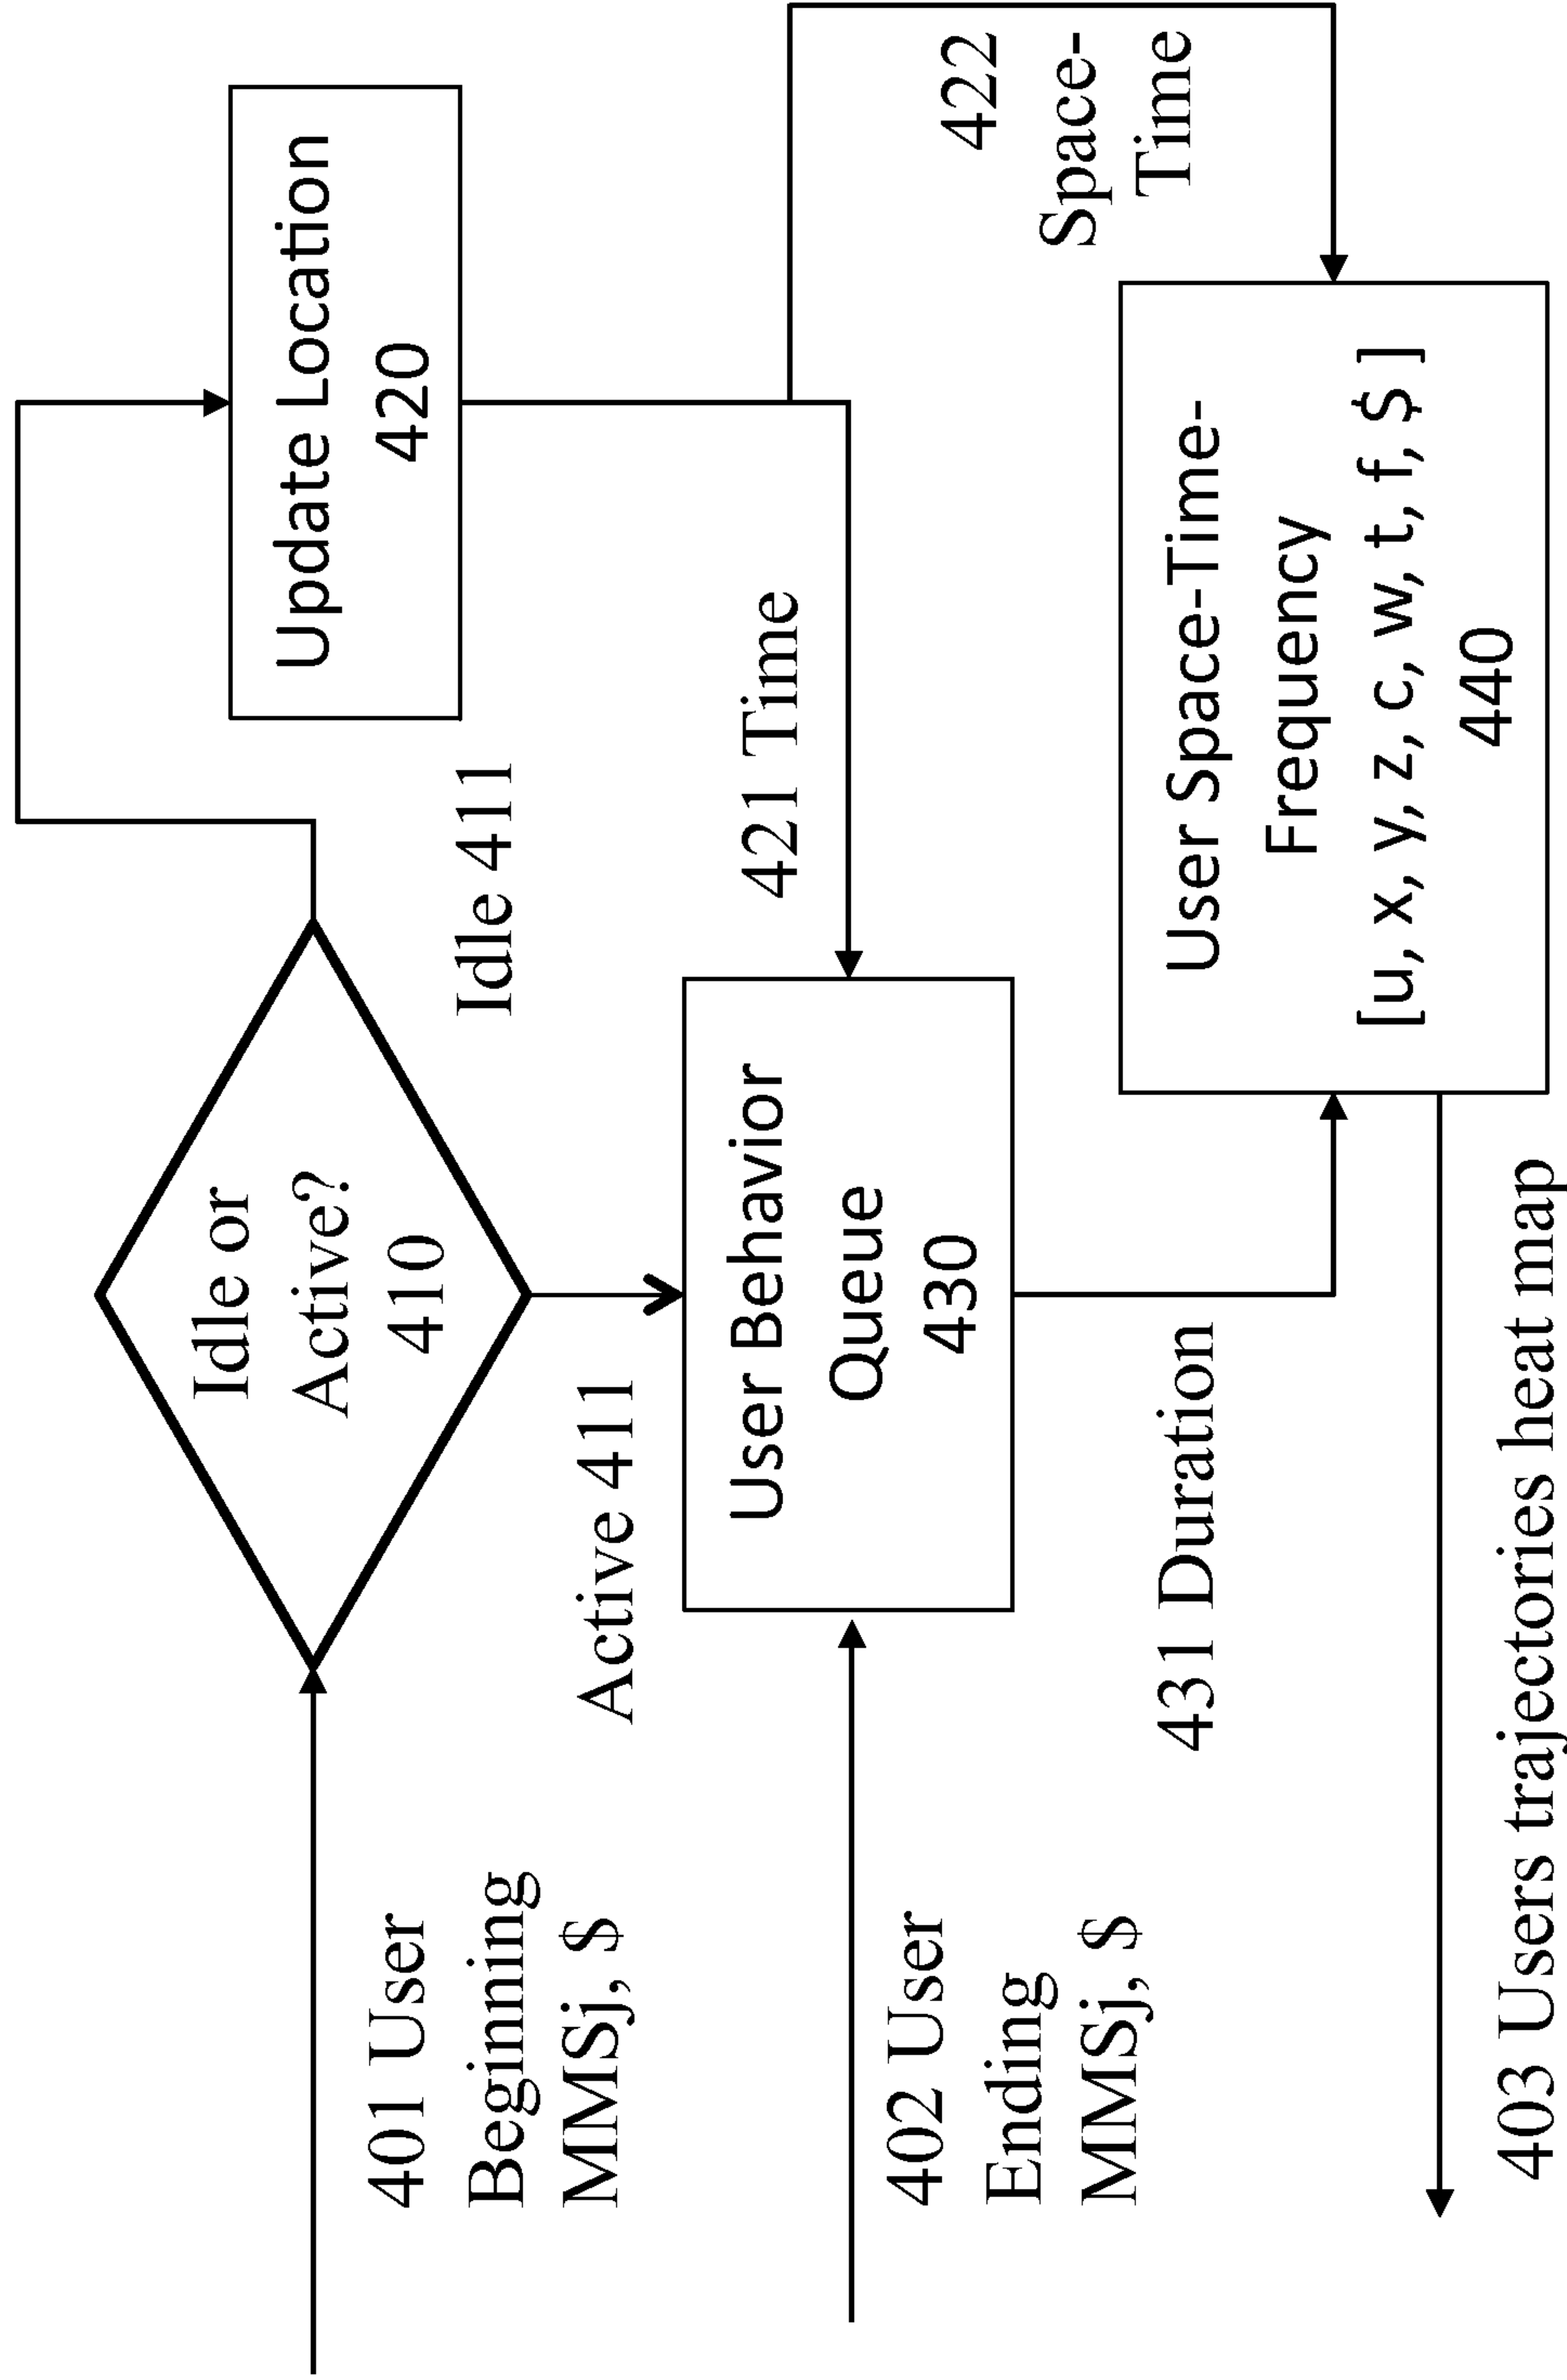 Idle or
Active?
410
Update Location
420
Idle 411
401 User
Beginning
MMSj, $
Active 411
421 Time
User Behavior
Queue
430
422
Space-
Time
402 User
Ending
MMSj, $
431 Duration
User Space-Time-
Frequency
[u, x, y, z, c, w, t, f, $ ]
440
403 Users trajectories heat map